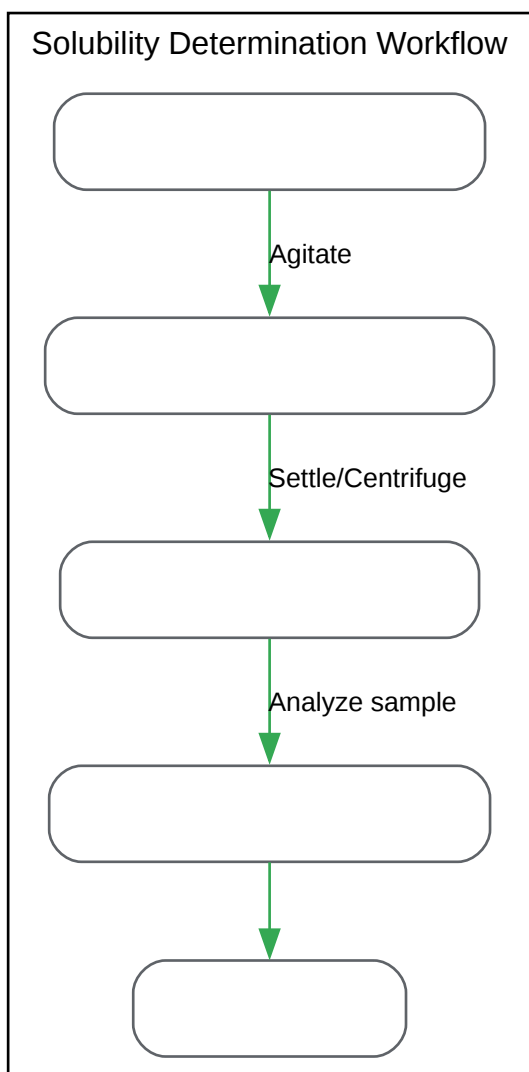 Solubility Determination Workflow
Agitate
Settle/Centrifuge
Analyze sample